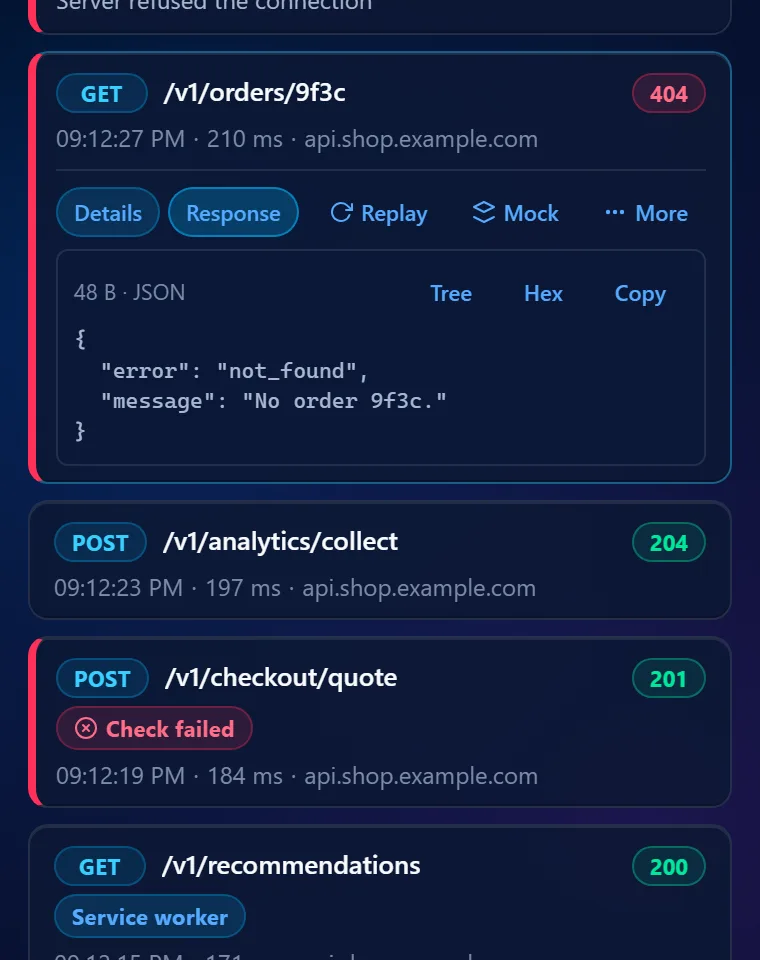 Server refused the connection
GET /v1/orders/9f3c 404
09:12:27 PM · 210 ms · api.shop.example.com
Details Response Replay Mock ··· More
48 B · JSON Tree Hex Copy
{
  "error": "not_found",
  "message": "No order 9f3c."
}
POST /v1/analytics/collect 204
09:12:23 PM · 197 ms · api.shop.example.com
POST /v1/checkout/quote 201
Check failed
09:12:19 PM · 184 ms · api.shop.example.com
GET /v1/recommendations 200
Service worker